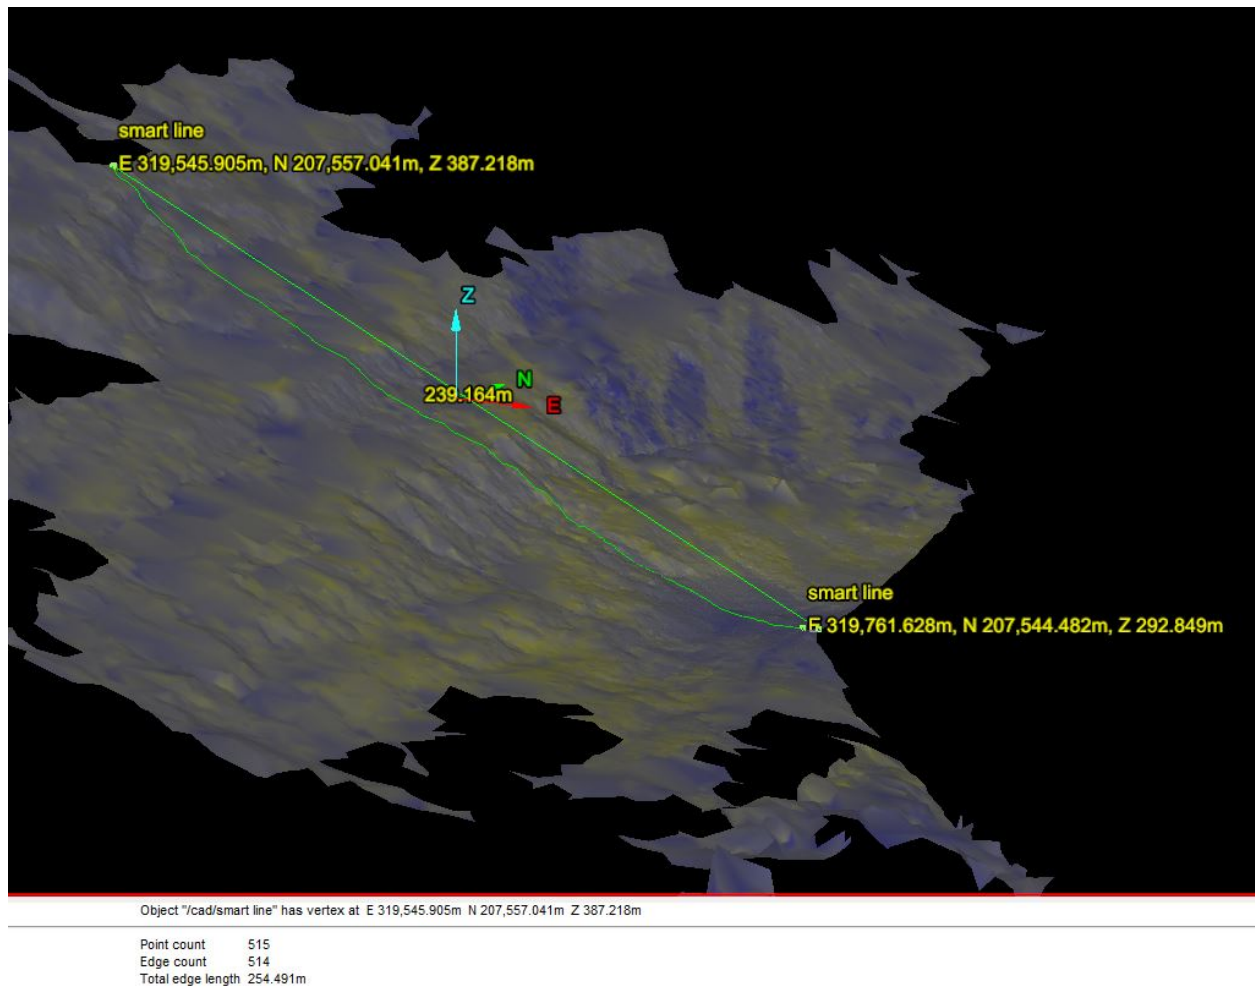 smart line
E 319,545.905m, N 207,557.041m, Z 387.218m
Z
N
239.164m
E
smart line
E 319,761.628m, N 207,544.482m, Z 292.849m
Object "/cad/smart line" has vertex at E 319,545.905m N 207,557.041m Z 387.218m
Point count 515
Edge count 514
Total edge length 254.491m